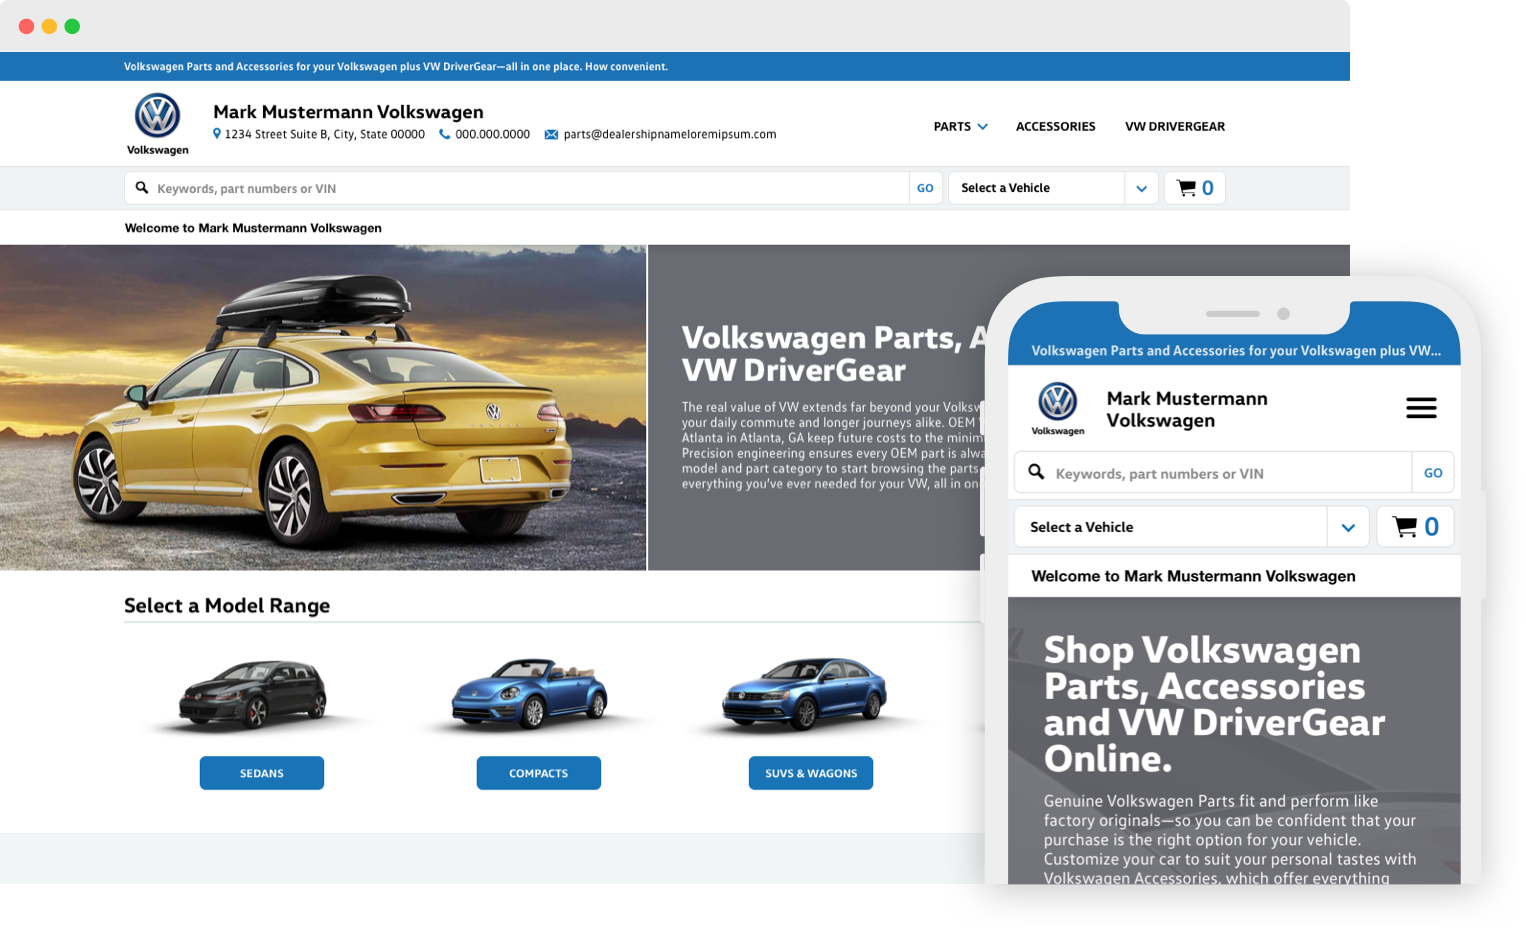 Volkswagen Parts and Accessories for your Volkswagen plus VW DriverGear—all in one place. How convenient.
Volkswagen
Mark Mustermann Volkswagen
1234 Street Suite B, City, State 00000 000.000.0000 parts@dealershipnameloremipsum.com
PARTS ACCESSORIES VW DRIVERGEAR
Keywords, part numbers or VIN GO Select a Vehicle 0
Welcome to Mark Mustermann Volkswagen
Volkswagen Parts, A
VW DriverGear
The real value of VW extends far beyond your Volksw
your daily commute and longer journeys alike. OEM
Atlanta in Atlanta, GA keep future costs to the minim
Precision engineering ensures every OEM part is alwa
model and part category to start browsing the parts
everything you've ever needed for your VW, all in on
Select a Model Range
SEDANS COMPACTS SUVS & WAGONS
Volkswagen Parts and Accessories for your Volkswagen plus VW...
Volkswagen
Mark Mustermann
Volkswagen
Keywords, part numbers or VIN GO
Select a Vehicle 0
Welcome to Mark Mustermann Volkswagen
Shop Volkswagen
Parts, Accessories
and VW DriverGear
Online.
Genuine Volkswagen Parts fit and perform like
factory originals—so you can be confident that your
purchase is the right option for your vehicle.
Customize your car to suit your personal tastes with
Volkswagen Accessories, which offer everything